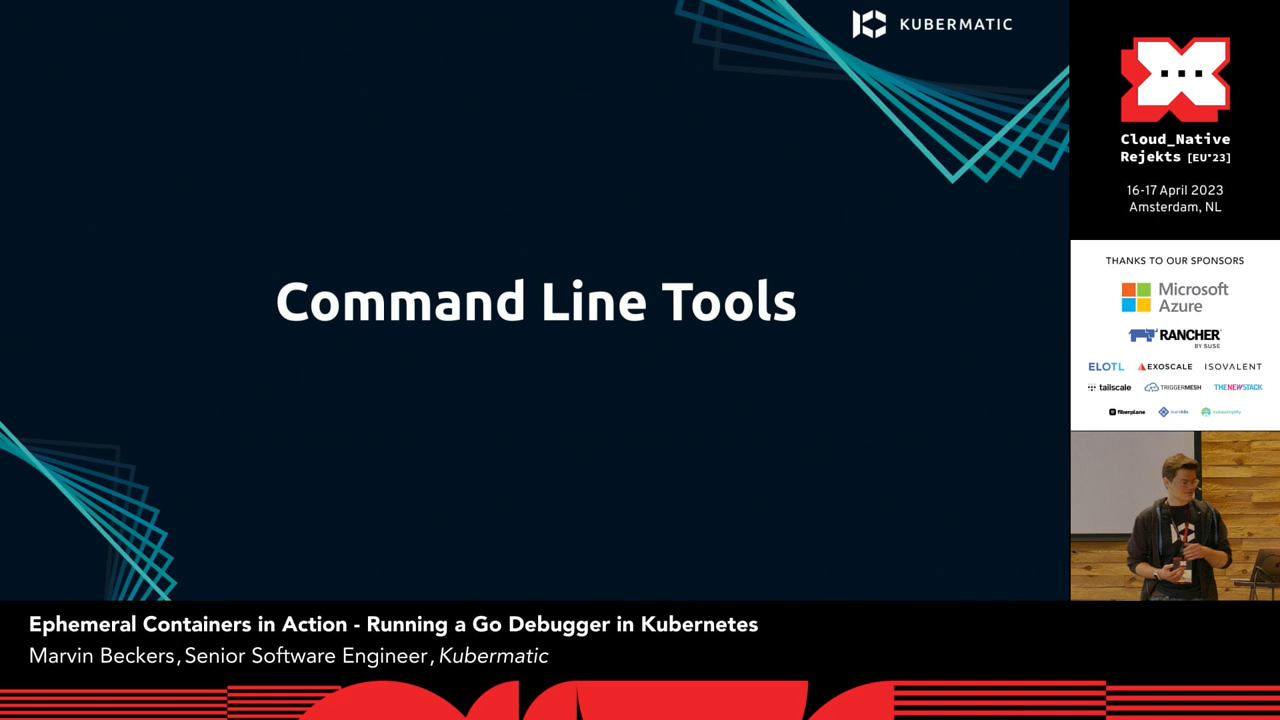 KUBERMATIC
Command Line Tools
Cloud_Native
Rejekts [EU*23]
16-17 April 2023
Amsterdam, NL
THANKS TO OUR SPONSORS
Microsoft
Azure
RANCHER
BY SUSE
ELOTL
EXOSCALE
ISOVALENT
tailscale
TRIGGERMESH
THENEWSTACK
fiberplane
kubesimplify
Ephemeral Containers in Action - Running a Go Debugger in Kubernetes
Marvin Beckers, Senior Software Engineer, Kubermatic